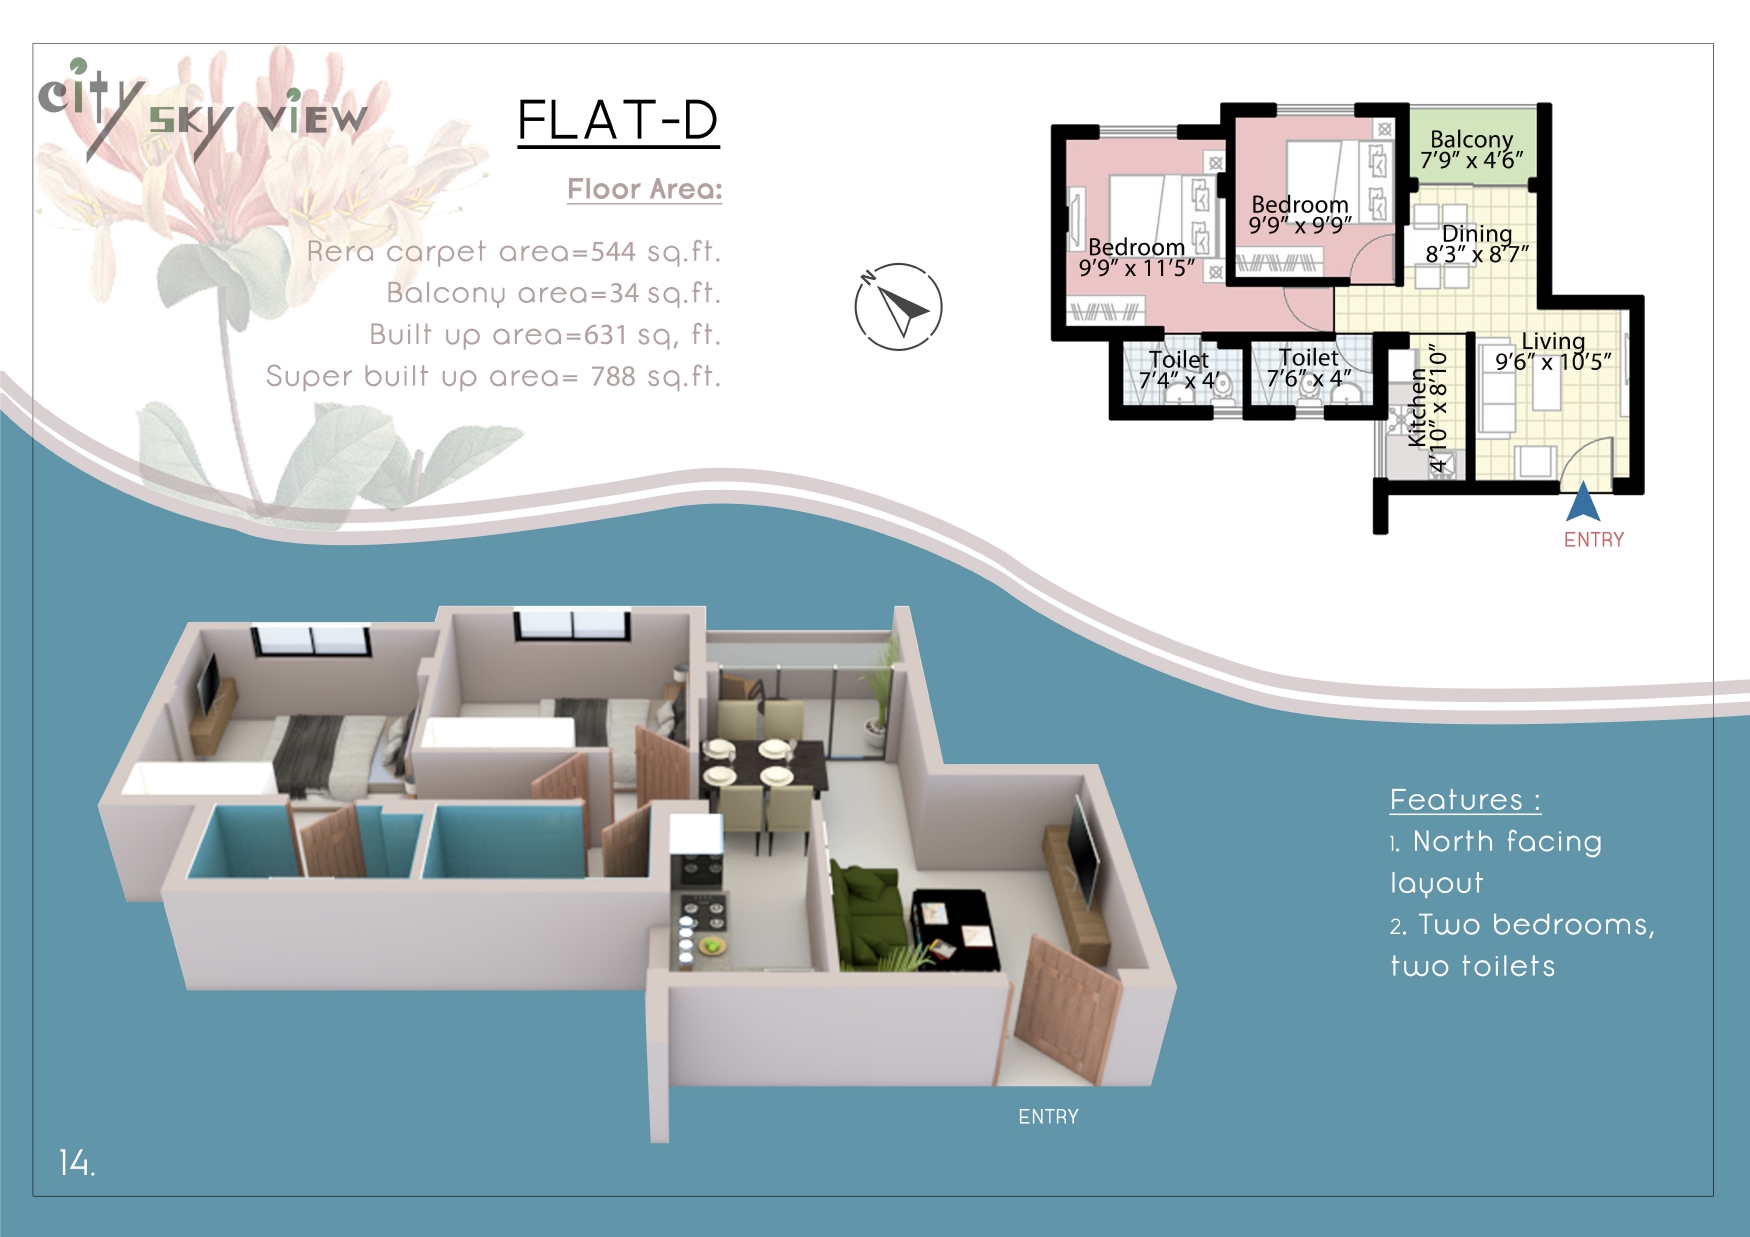 city sky view
FLAT-D
Floor Area:
Rera carpet area=544 sq.ft.
Balcony area=34 sq.ft.
Built up area=631 sq, ft.
Super built up area= 788 sq.ft.
N
Balcony
7'9" x 4'6"
Bedroom
9'9" x 9'9"
Dining
8'3" x 8'7"
Bedroom
9'9" x 11'5"
Living
9'6" x 10'5"
Toilet
7'4" x 4'
Toilet
7'6" x 4"
Kitchen
4'10" x 8'10"
ENTRY
Features :
1. North facing
layout
2. Two bedrooms,
two toilets
ENTRY
14.